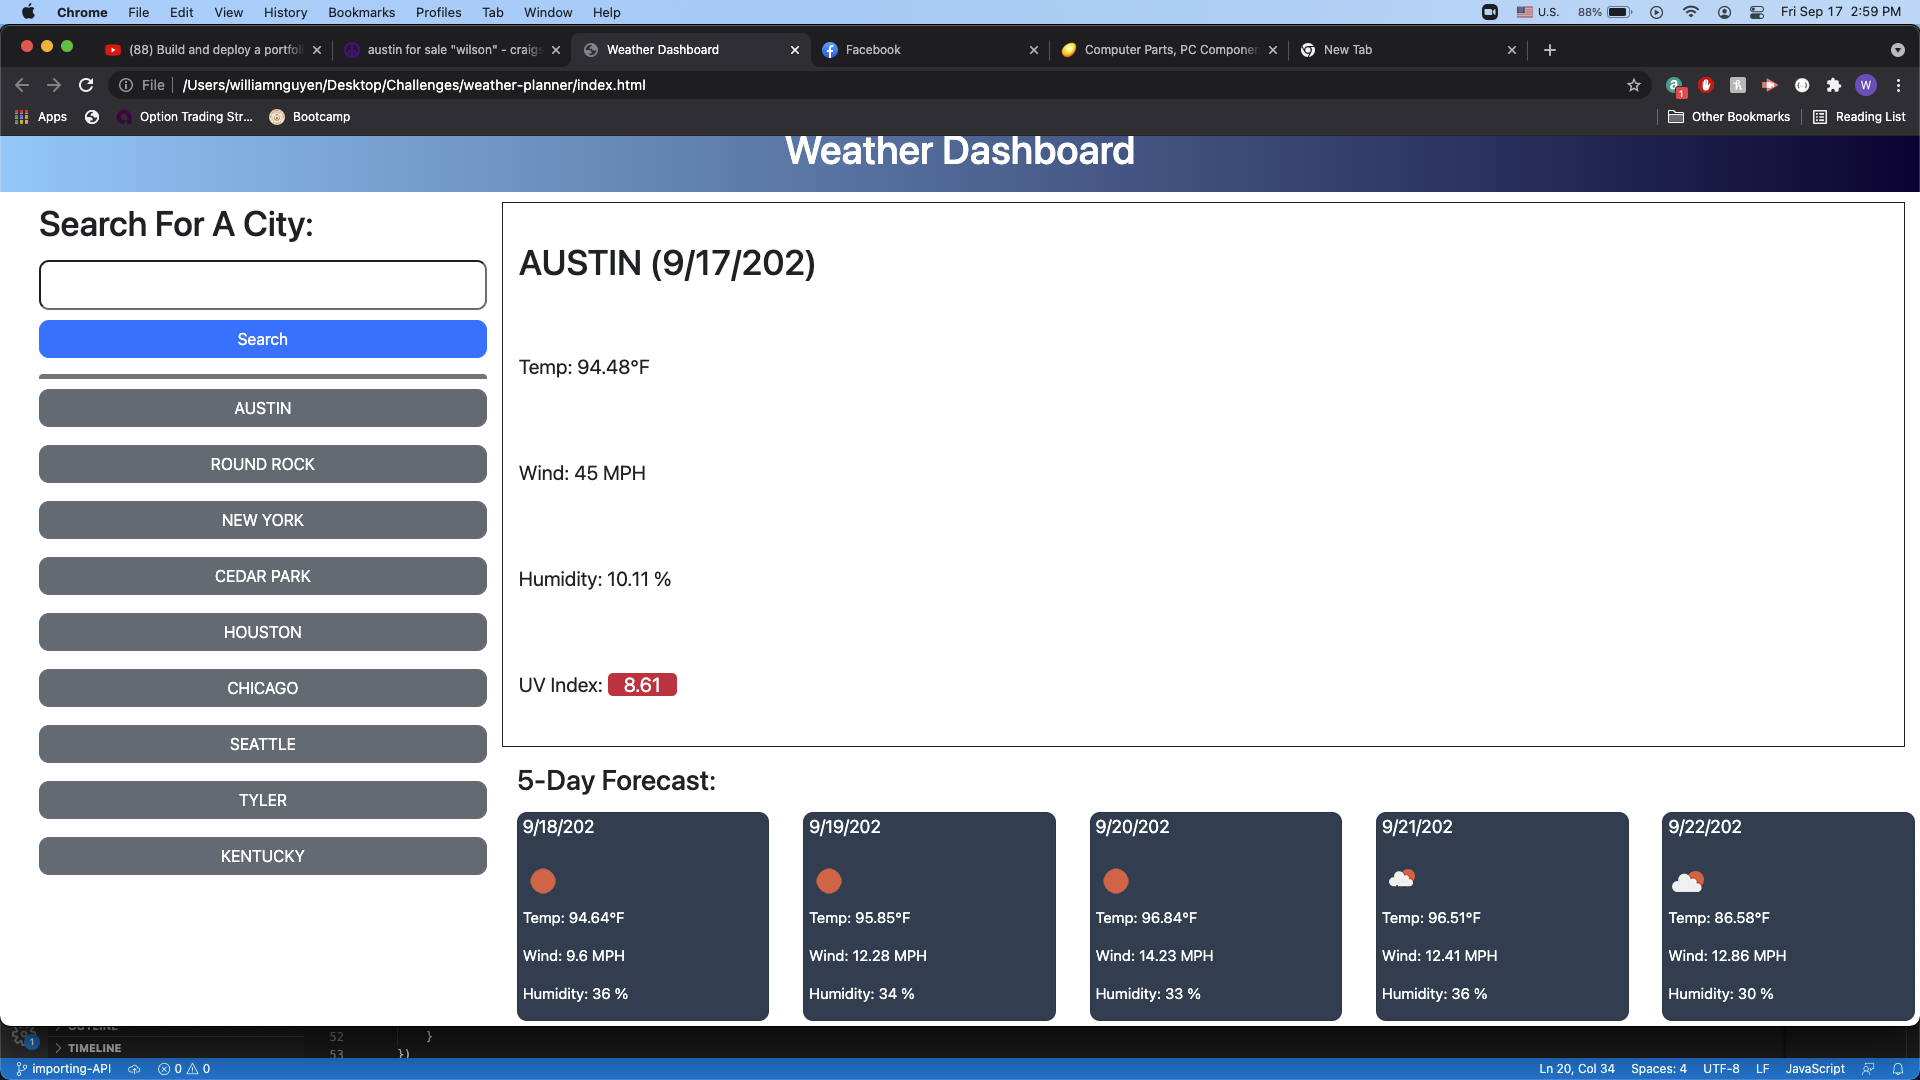 Chrome File Edit View History Bookmarks Profiles Tab Window Help U.S. 88% Fri Sep 17 2:59 PM
(88) Build and deploy a portfoli austin for sale "wilson" - craigs Weather Dashboard Facebook Computer Parts, PC Componen New Tab
File /Users/williamnguyen/Desktop/Challenges/weather-planner/index.html 1 W
Apps Option Trading Str... Bootcamp Other Bookmarks Reading List
Weather Dashboard
Search For A City:
Search
AUSTIN
ROUND ROCK
NEW YORK
CEDAR PARK
HOUSTON
CHICAGO
SEATTLE
TYLER
KENTUCKY
AUSTIN (9/17/202)
Temp: 94.48°F
Wind: 45 MPH
Humidity: 10.11 %
UV Index: 8.61
5-Day Forecast:
9/18/202
Temp: 94.64°F
Wind: 9.6 MPH
Humidity: 36 %
9/19/202
Temp: 95.85°F
Wind: 12.28 MPH
Humidity: 34 %
9/20/202
Temp: 96.84°F
Wind: 14.23 MPH
Humidity: 33 %
9/21/202
Temp: 96.51°F
Wind: 12.41 MPH
Humidity: 36 %
9/22/202
Temp: 86.58°F
Wind: 12.86 MPH
Humidity: 30 %
OUTLINE
52 }
1 TIMELINE
53 })
importing-API 0 0 Ln 20, Col 34 Spaces: 4 UTF-8 LF JavaScript